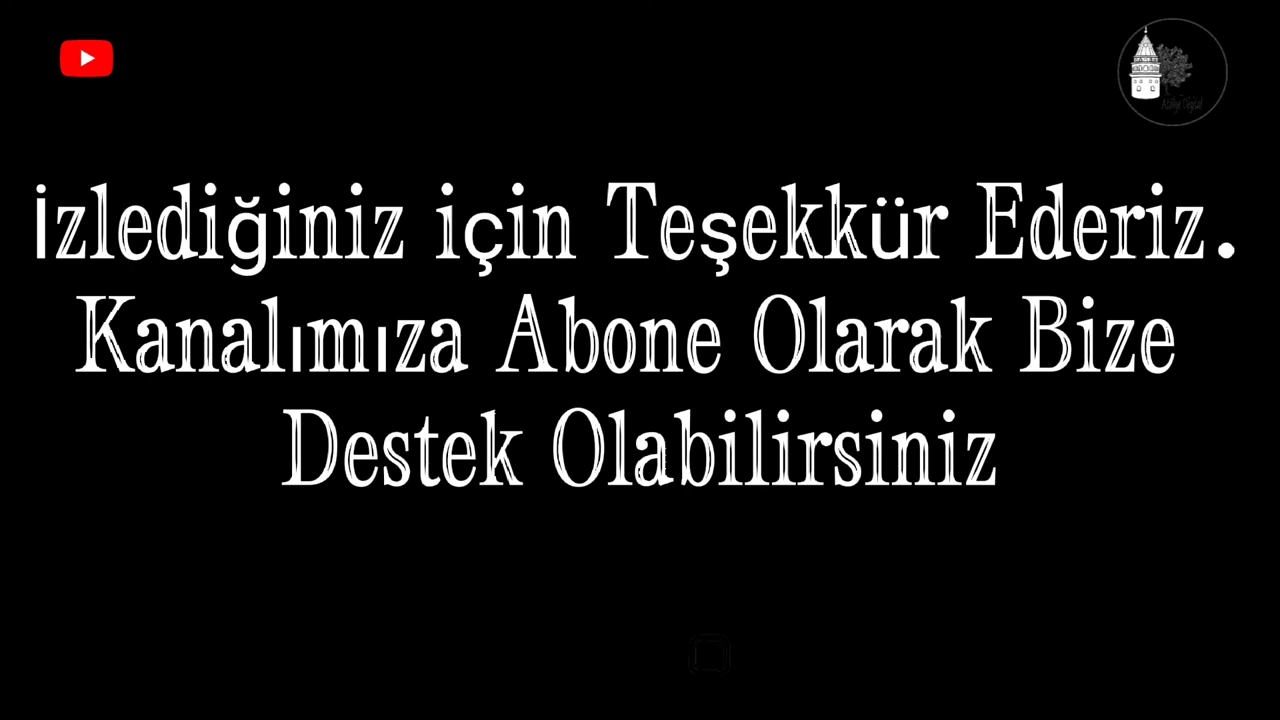 İzlediğiniz için Teşekkür Ederiz.
Kanalımıza Abone Olarak Bize
Destek Olabilirsiniz